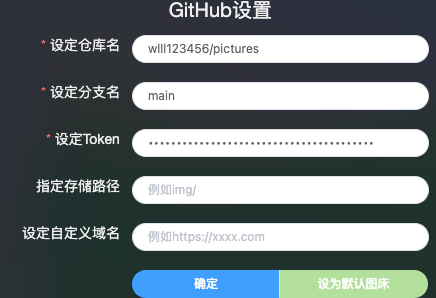 GitHub设置
* 设定仓库名 wlll123456/pictures
* 设定分支名 main
* 设定Token ••••••••••••••••••••••••••••••••••••••••
指定存储路径 例如img/
设定自定义域名 例如https://xxxx.com
确定 设为默认图床